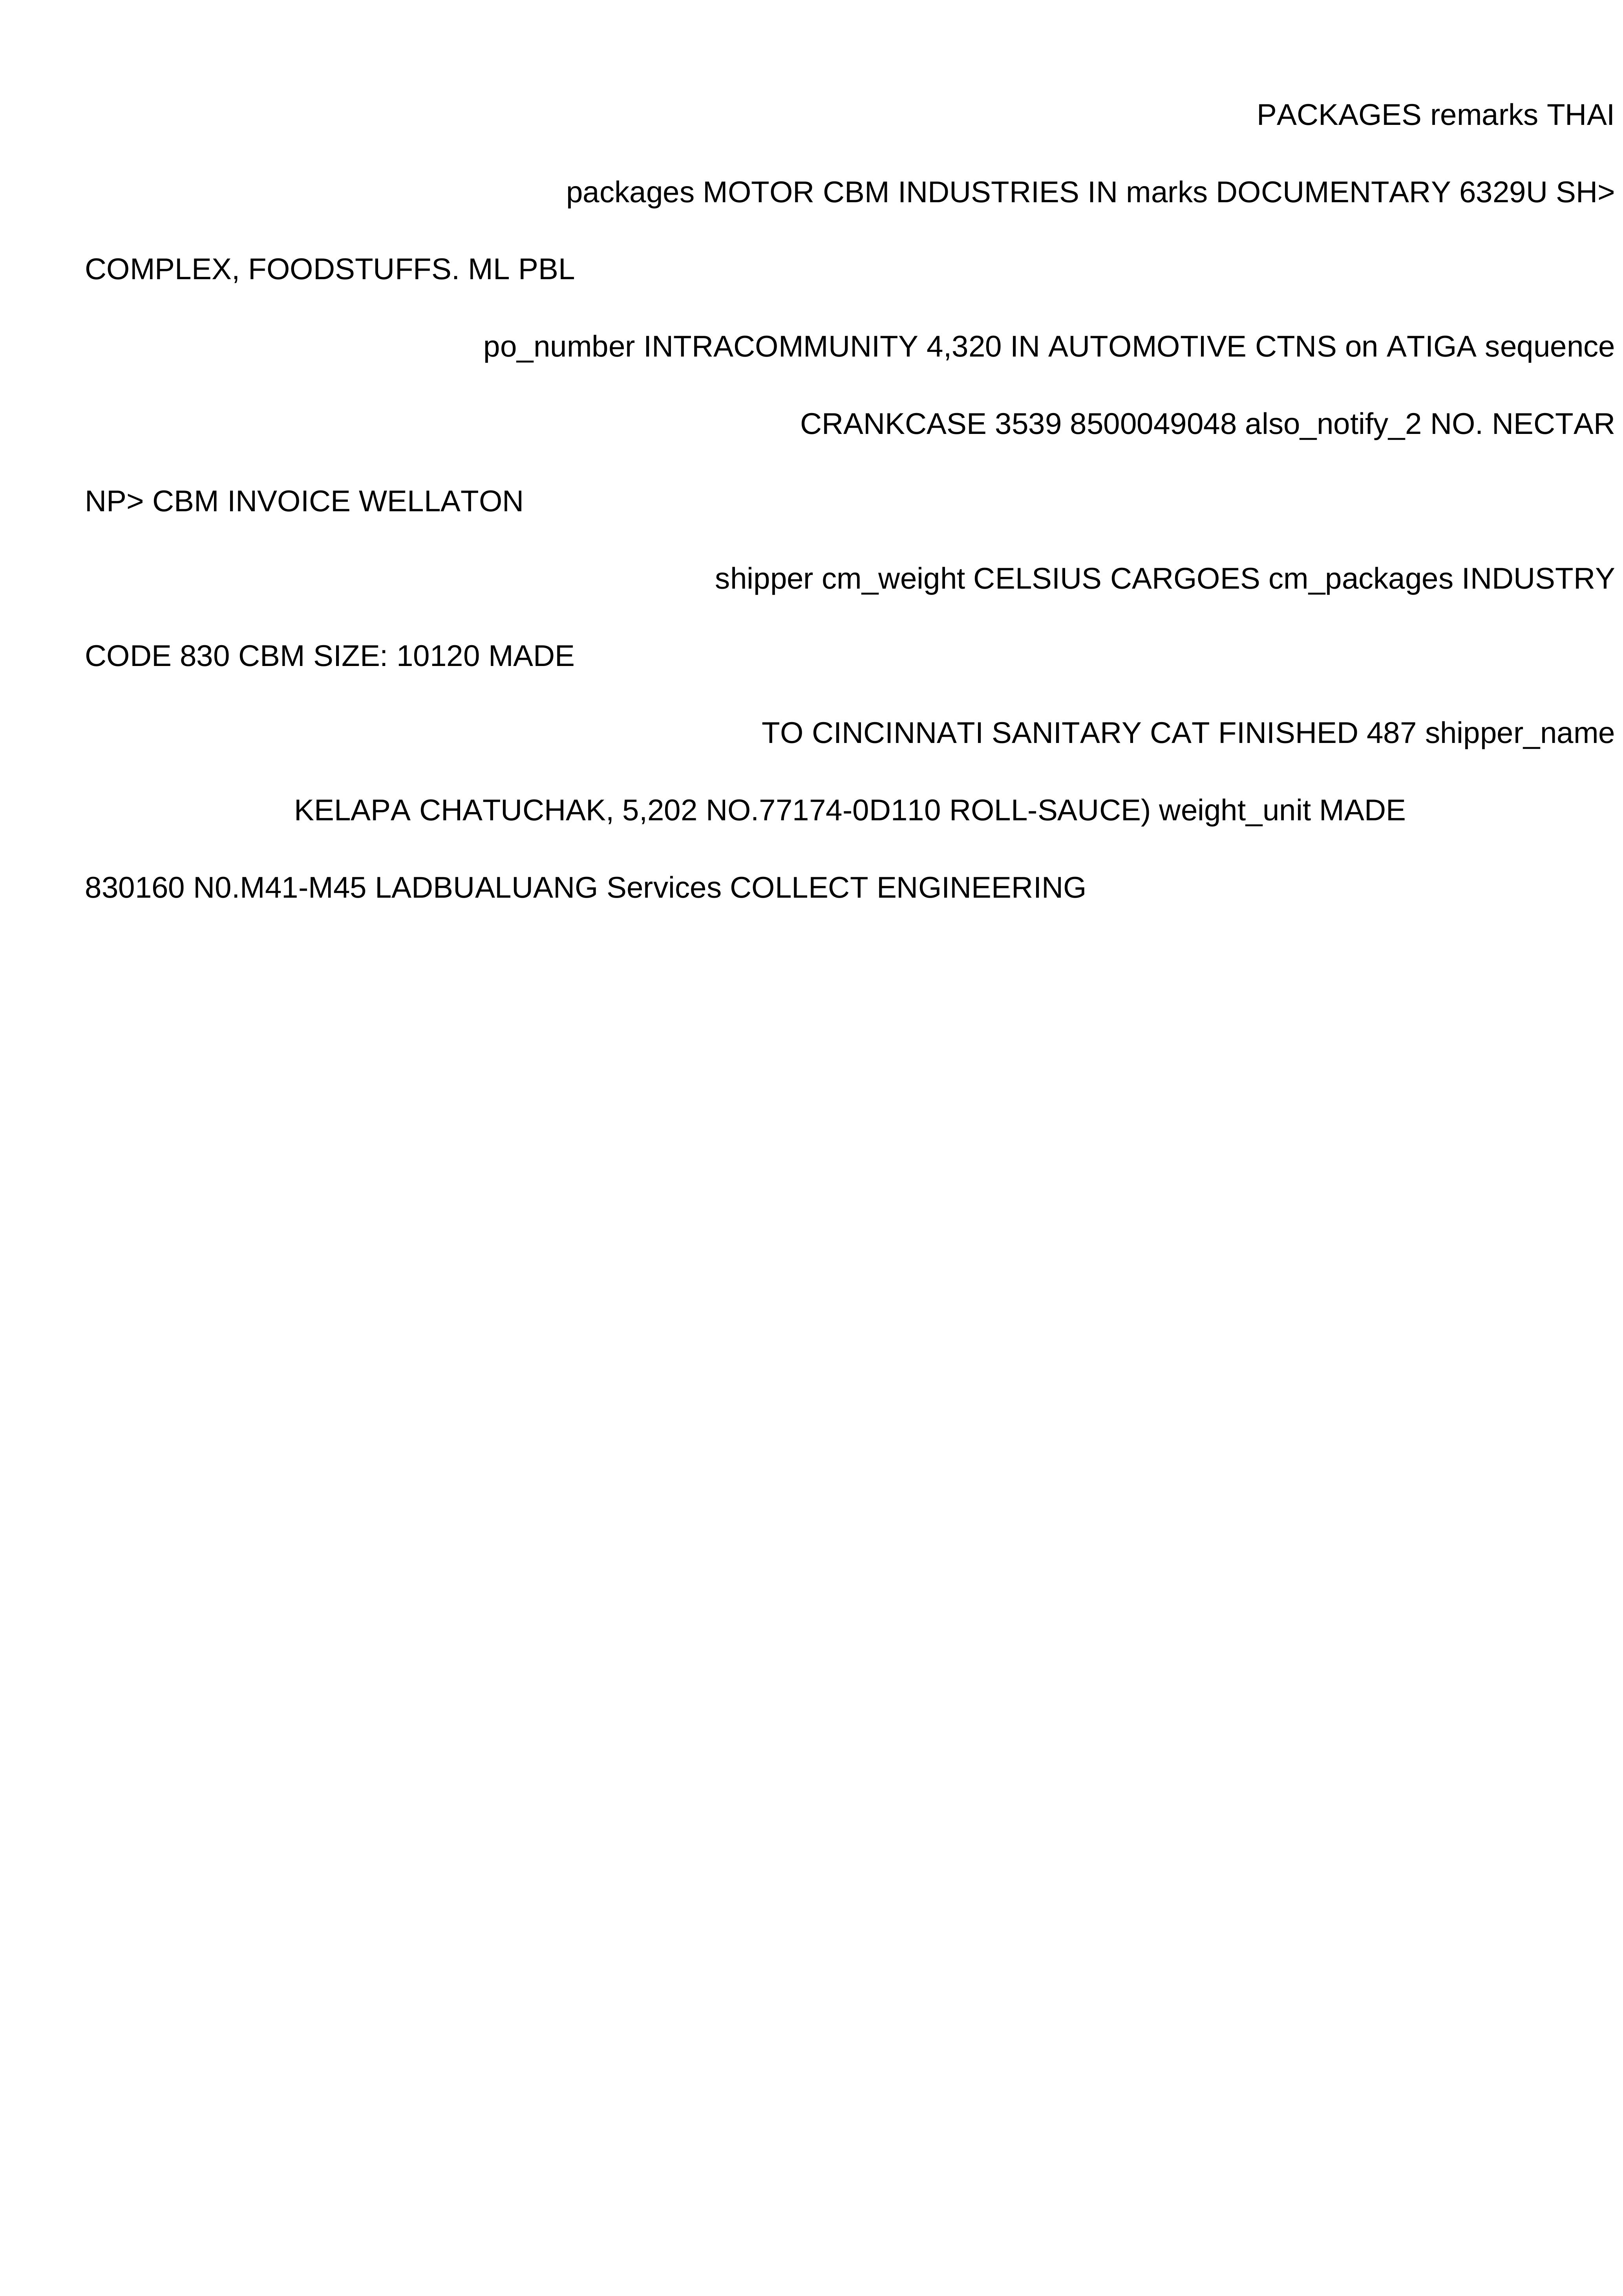 PACKAGES remarks THAI
packages MOTOR CBM INDUSTRIES IN marks DOCUMENTARY 6329U SH>
COMPLEX, FOODSTUFFS. ML PBL
po_number INTRACOMMUNITY 4,320 IN AUTOMOTIVE CTNS on ATIGA sequence
CRANKCASE 3539 8500049048 also_notify_2 NO. NECTAR
NP> CBM INVOICE WELLATON
shipper cm_weight CELSIUS CARGOES cm_packages INDUSTRY
CODE 830 CBM SIZE: 10120 MADE
TO CINCINNATI SANITARY CAT FINISHED 487 shipper_name
KELAPA CHATUCHAK, 5,202 NO.77174-0D110 ROLL-SAUCE) weight_unit MADE
830160 N0.M41-M45 LADBUALUANG Services COLLECT ENGINEERING